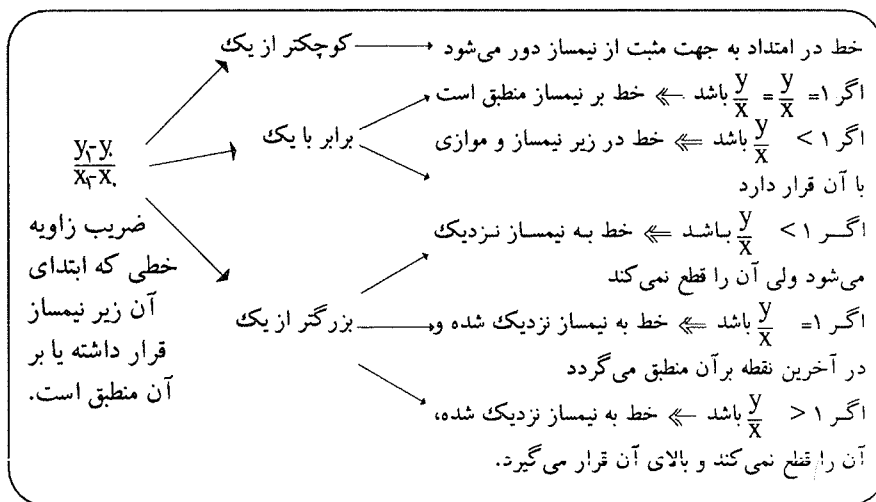 کوچکتر از یک → خط در امتداد به جهت مثبت از نیمساز دور می‌شود
اگر ۱= y/x = y/x باشد ⇐ خط بر نیمساز منطبق است
برابر با یک
اگر ۱ > y/x باشد ⇐ خط در زیر نیمساز و موازی
با آن قرار دارد
(y۱-y۰)/(x۱-x۰)
ضریب زاویه
خطی که ابتدای
آن زیر نیمساز
قرار داشته یا بر
آن منطبق است.
اگر ۱ > y/x باشد ⇐ خط به نیمساز نزدیک
می‌شود ولی آن را قطع نمی‌کند
بزرگتر از یک
اگر ۱= y/x باشد ⇐ خط به نیمساز نزدیک شده و
در آخرین نقطه برآن منطبق می‌گردد
اگر ۱ < y/x باشد ⇐ خط به نیمساز نزدیک شده،
آن را قطع نمی‌کند و بالای آن قرار می‌گیرد.